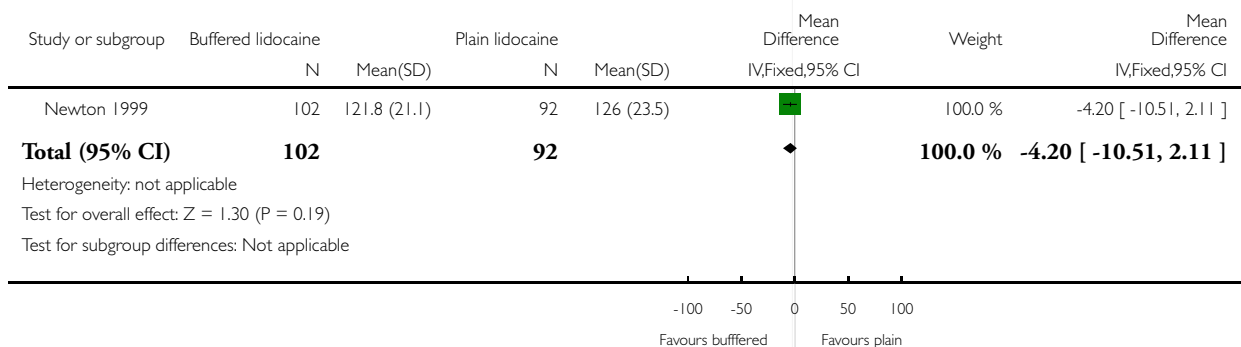 Study or subgroup Buffered lidocaine Plain lidocaine Mean Difference Weight Mean Difference
N Mean(SD) N Mean(SD) IV,Fixed,95% CI IV,Fixed,95% CI
Newton 1999 102 121.8 (21.1) 92 126 (23.5) 100.0 % -4.20 [ -10.51, 2.11 ]
Total (95% CI) 102 92 100.0 % -4.20 [ -10.51, 2.11 ]
Heterogeneity: not applicable
Test for overall effect: Z = 1.30 (P = 0.19)
Test for subgroup differences: Not applicable
-100 -50 0 50 100
Favours bufffered Favours plain